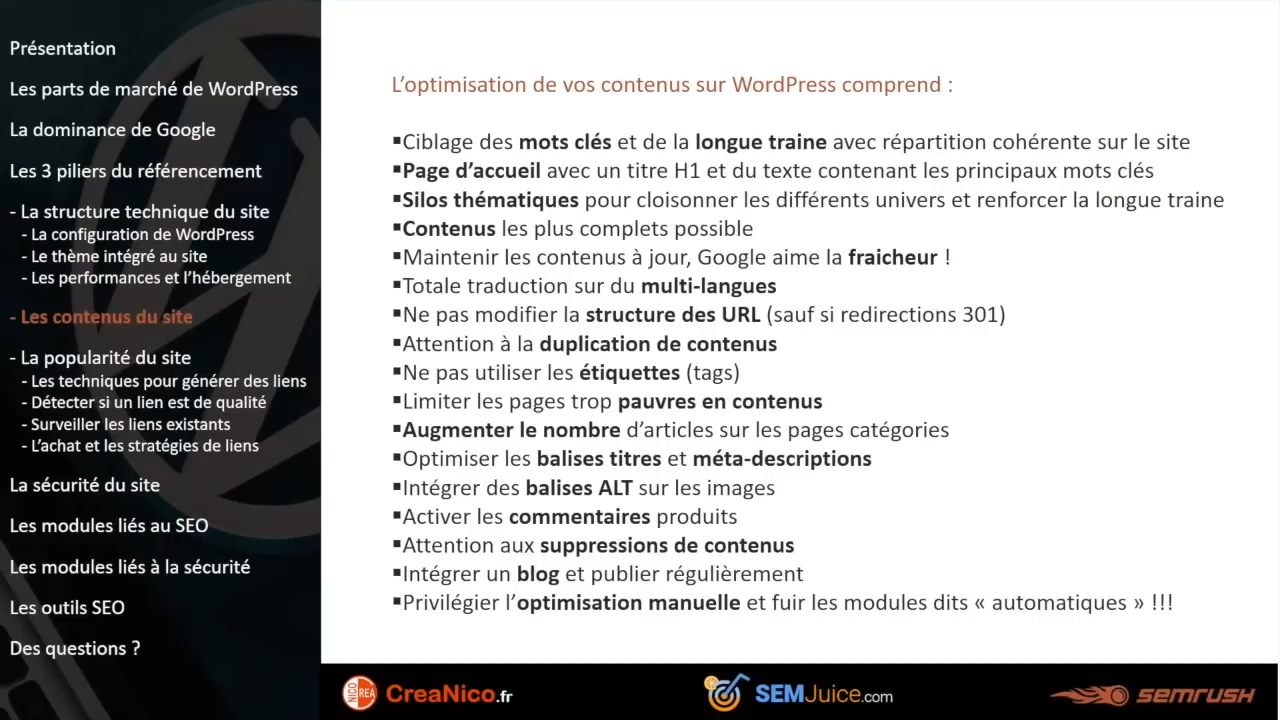 Présentation
Les parts de marché de WordPress
La dominance de Google
Les 3 piliers du référencement
- La structure technique du site
- La configuration de WordPress
- Le thème intégré au site
- Les performances et l'hébergement
- Les contenus du site
- La popularité du site
- Les techniques pour générer des liens
- Détecter si un lien est de qualité
- Surveiller les liens existants
- L'achat et les stratégies de liens
La sécurité du site
Les modules liés au SEO
Les modules liés à la sécurité
Les outils SEO
Des questions ?
L'optimisation de vos contenus sur WordPress comprend :
▪Ciblage des mots clés et de la longue traine avec répartition cohérente sur le site
▪Page d'accueil avec un titre H1 et du texte contenant les principaux mots clés
▪Silos thématiques pour cloisonner les différents univers et renforcer la longue traine
▪Contenus les plus complets possible
▪Maintenir les contenus à jour, Google aime la fraicheur !
▪Totale traduction sur du multi-langues
▪Ne pas modifier la structure des URL (sauf si redirections 301)
▪Attention à la duplication de contenus
▪Ne pas utiliser les étiquettes (tags)
▪Limiter les pages trop pauvres en contenus
▪Augmenter le nombre d'articles sur les pages catégories
▪Optimiser les balises titres et méta-descriptions
▪Intégrer des balises ALT sur les images
▪Activer les commentaires produits
▪Attention aux suppressions de contenus
▪Intégrer un blog et publier régulièrement
▪Privilégier l'optimisation manuelle et fuir les modules dits « automatiques » !!!
NICO CREA CreaNico.fr
SEMJuice.com
semrush